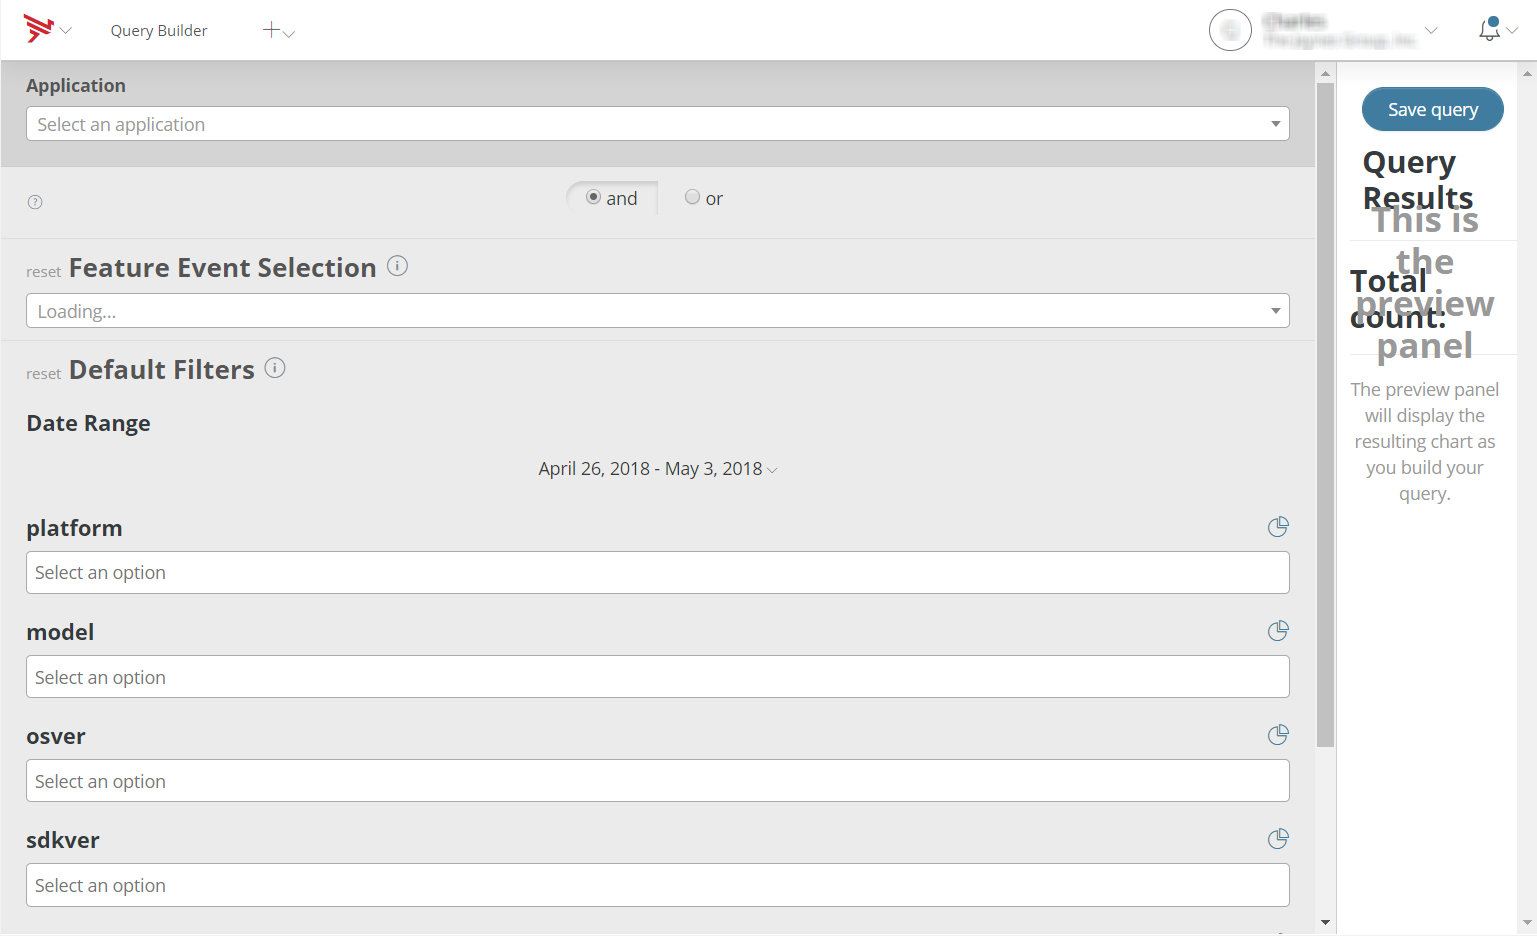 Query Builder
Application
Select an application
and
or
reset Feature Event Selection
Loading...
reset Default Filters
Date Range
April 26, 2018 - May 3, 2018
platform
Select an option
model
Select an option
osver
Select an option
sdkver
Select an option
Save query
Query
Results
This is
the
preview
panel
Total
count:
The preview panel
will display the
resulting chart as
you build your
query.